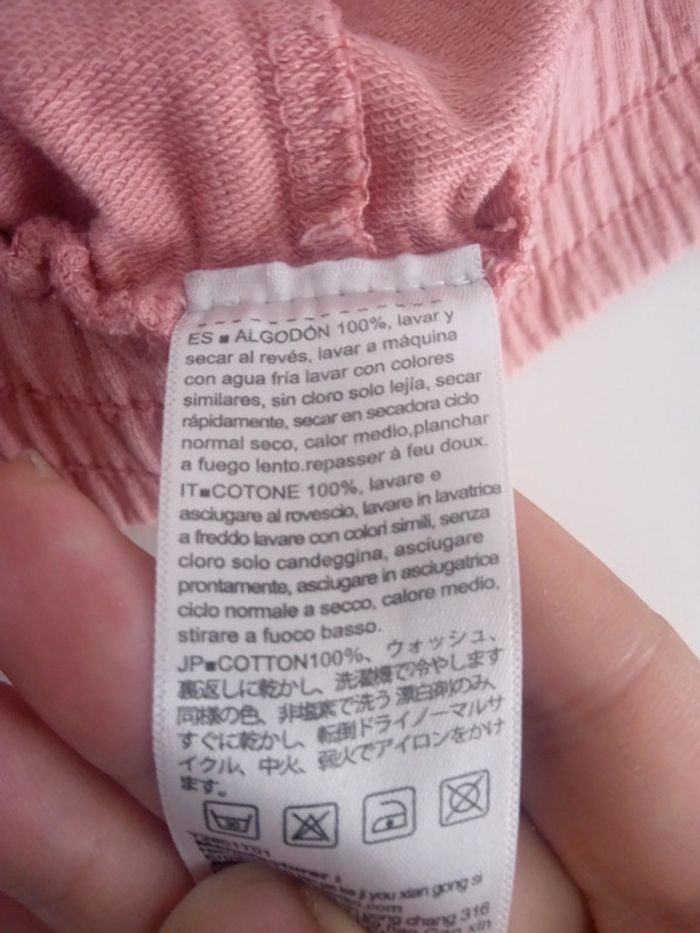 ES ■ ALGODÓN 100%, lavar y
secar al revés, lavar a máquina
con agua fría lavar con colores
similares, sin cloro solo lejía, secar
rápidamente, secar en secadora ciclo
normal seco, calor medio,planchar
a fuego lento.repasser à feu doux.
IT■COTONE 100%, lavare e
asciugare al rovescio, lavare in lavatrice
a freddo lavare con colori simili, senza
cloro solo candeggina, asciugare
prontamente, asciugare in asciugatrice
ciclo normale a secco, calore medio,
stirare a fuoco basso.
JP■COTTON100%、ウォッシュ、
裏返しに乾かし、洗濯機で冷やします
同様の色、非塩素で洗う 漂白剤のみ、
すぐに乾かし、転倒ドライノーマルサ
イクル、中火、弱火でアイロンをかけ
ます。
you xian gong si
chang 316
xin